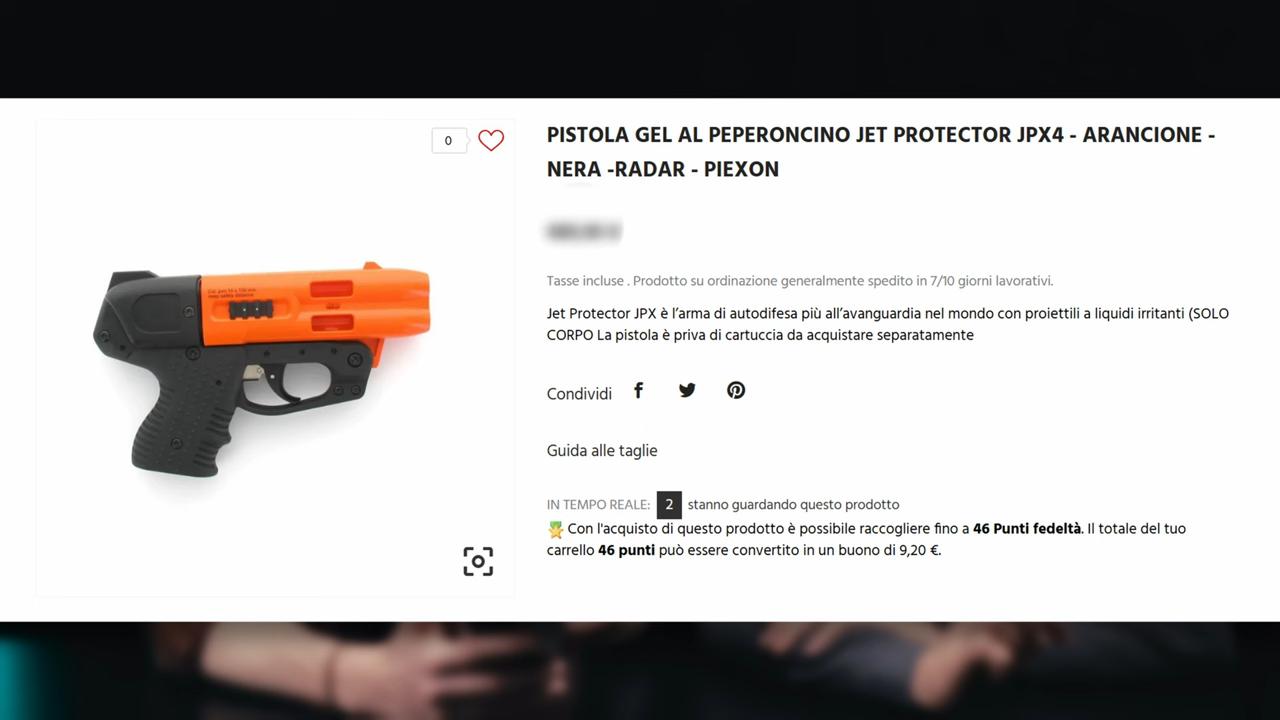 0
PISTOLA GEL AL PEPERONCINO JET PROTECTOR JPX4 - ARANCIONE -
NERA -RADAR - PIEXON
Tasse incluse . Prodotto su ordinazione generalmente spedito in 7/10 giorni lavorativi.
Jet Protector JPX è l’arma di autodifesa più all’avanguardia nel mondo con proiettili a liquidi irritanti (SOLO
CORPO La pistola è priva di cartuccia da acquistare separatamente
Condividi
Guida alle taglie
IN TEMPO REALE: 2 stanno guardando questo prodotto
Con l'acquisto di questo prodotto è possibile raccogliere fino a 46 Punti fedeltà. Il totale del tuo
carrello 46 punti può essere convertito in un buono di 9,20 €.